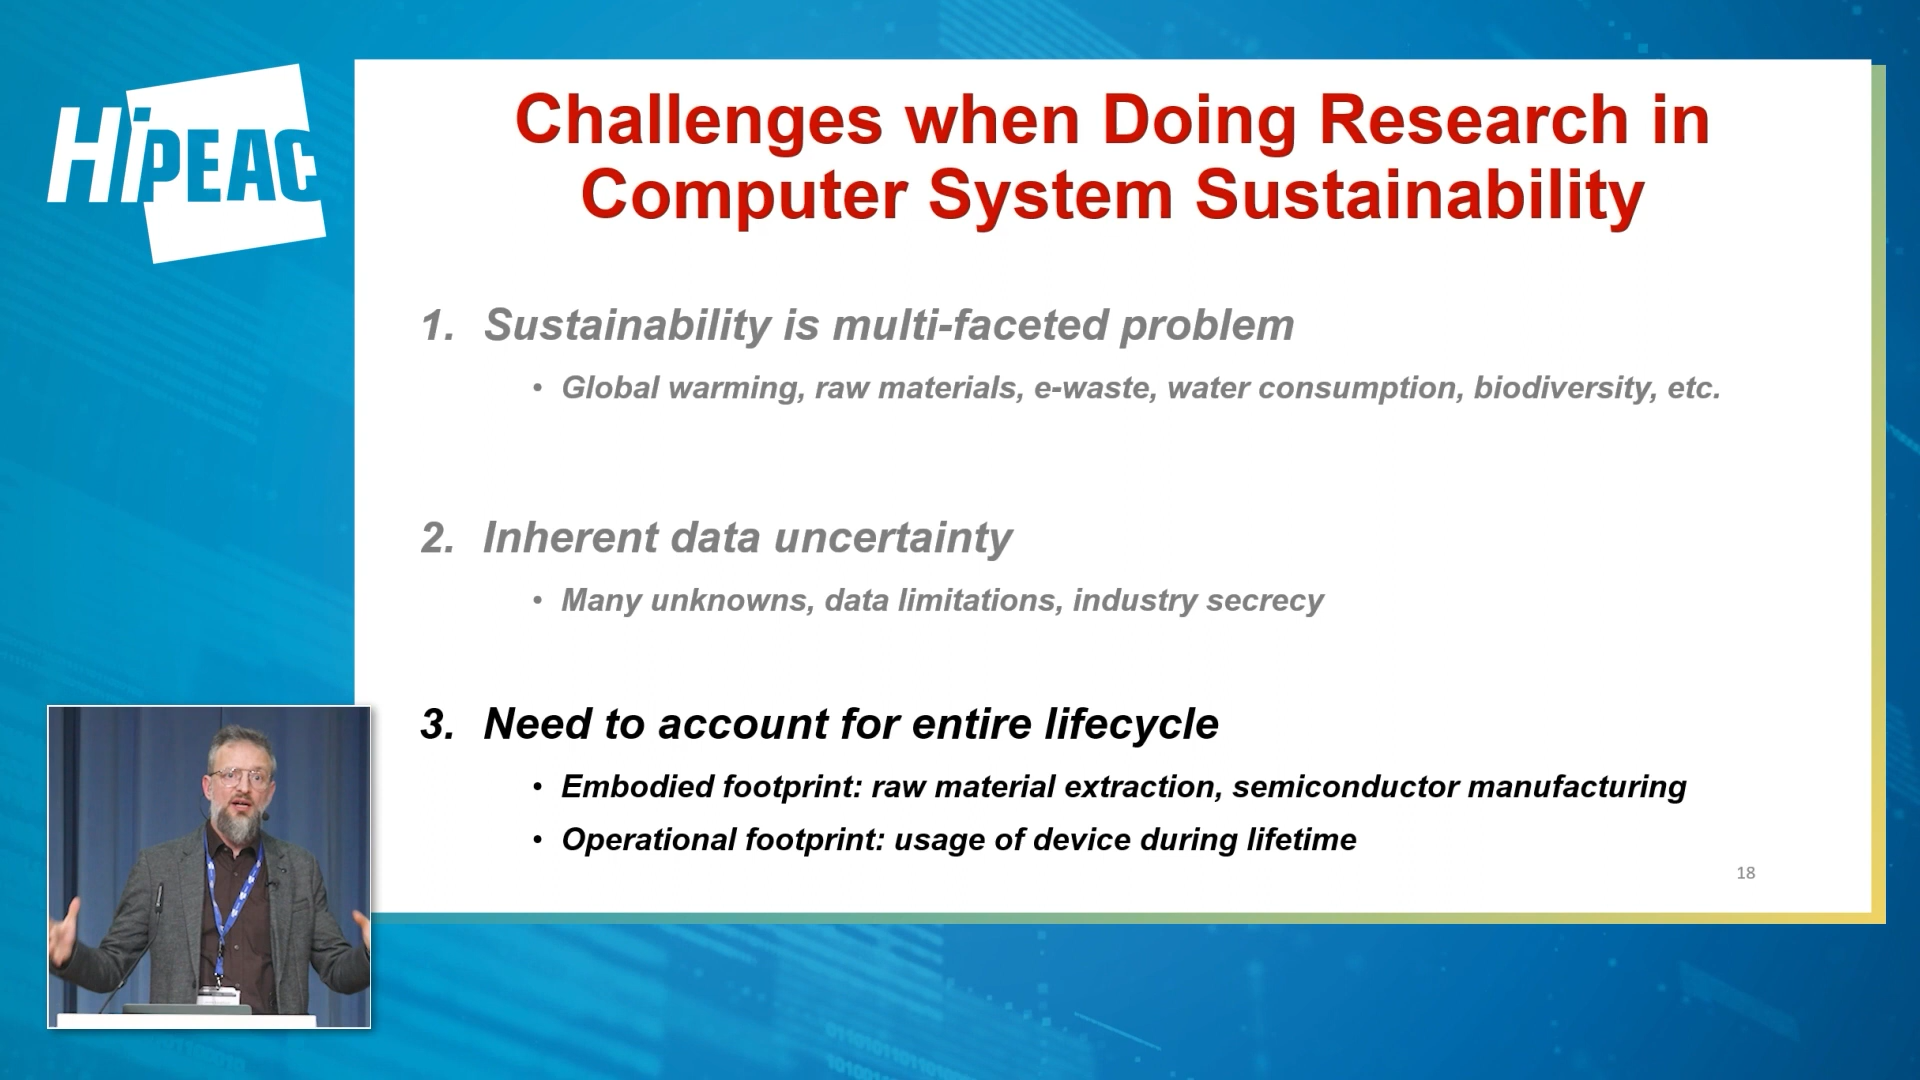 HiPEAC
Challenges when Doing Research in
Computer System Sustainability
1. Sustainability is multi-faceted problem
• Global warming, raw materials, e-waste, water consumption, biodiversity, etc.
2. Inherent data uncertainty
• Many unknowns, data limitations, industry secrecy
3. Need to account for entire lifecycle
• Embodied footprint: raw material extraction, semiconductor manufacturing
• Operational footprint: usage of device during lifetime
18